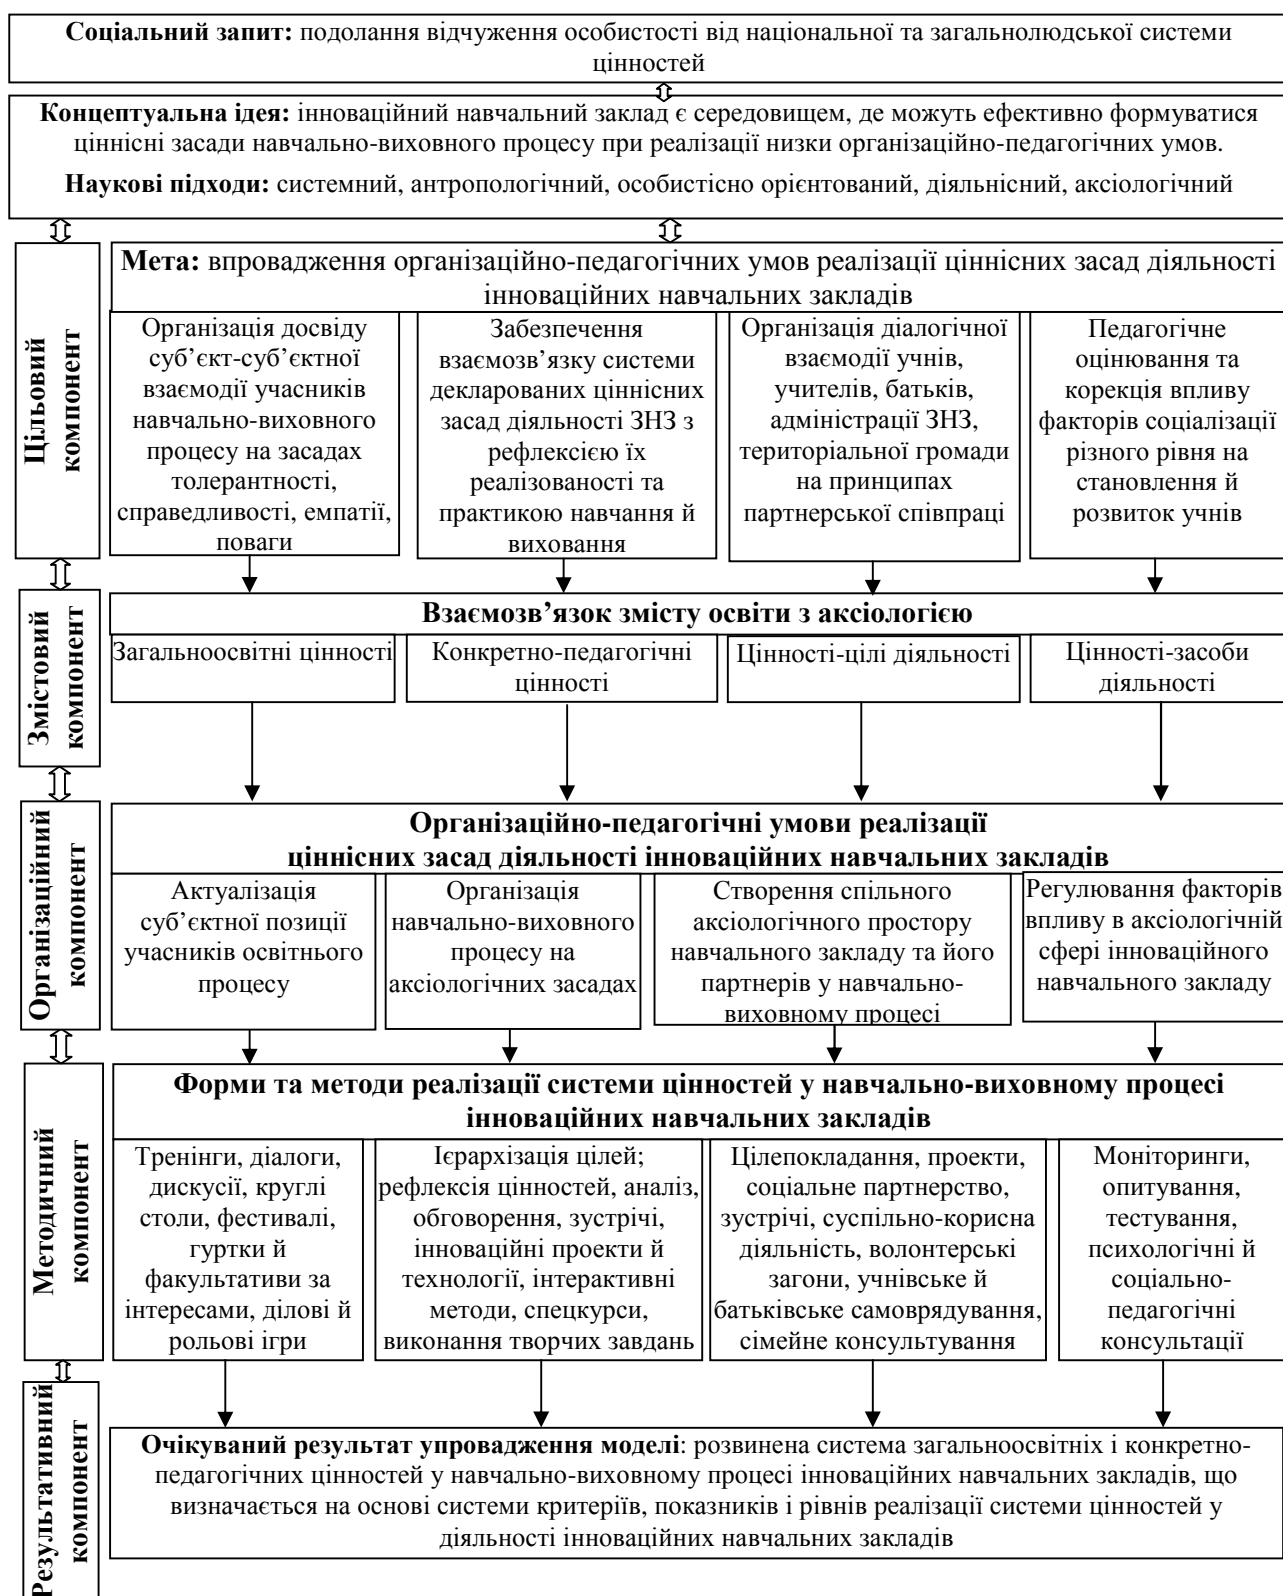 Соціальний запит: подолання відчуження особистості від національної та загальнолюдської системи
цінностей
Концептуальна ідея: інноваційний навчальний заклад є середовищем, де можуть ефективно формуватися
ціннісні засади навчально-виховного процесу при реалізації низки організаційно-педагогічних умов.
Наукові підходи: системний, антропологічний, особистісно орієнтований, діяльнісний, аксіологічний
Цільовий
компонент
Мета: впровадження організаційно-педагогічних умов реалізації ціннісних засад діяльності
інноваційних навчальних закладів
Організація досвіду
суб’єкт-суб’єктної
взаємодії учасників
навчально-виховного
процесу на засадах
толерантності,
справедливості, емпатії,
поваги
Забезпечення
взаємозв’язку системи
декларованих ціннісних
засад діяльності ЗНЗ з
рефлексією їх
реалізованості та
практикою навчання й
виховання
Організація діалогічної
взаємодії учнів,
учителів, батьків,
адміністрації ЗНЗ,
територіальної громади
на принципах
партнерської співпраці
Педагогічне
оцінювання та
корекція впливу
факторів соціалізації
різного рівня на
становлення й
розвиток учнів
Змістовий
компонент
Взаємозв’язок змісту освіти з аксіологією
Загальноосвітні цінності
Конкретно-педагогічні
цінності
Цінності-цілі діяльності
Цінності-засоби
діяльності
Організаційний
компонент
Організаційно-педагогічні умови реалізації
ціннісних засад діяльності інноваційних навчальних закладів
Актуалізація
суб’єктної позиції
учасників освітнього
процесу
Організація
навчально-виховного
процесу на
аксіологічних засадах
Створення спільного
аксіологічного простору
навчального закладу та його
партнерів у навчально-
виховному процесі
Регулювання факторів
впливу в аксіологічній
сфері інноваційного
навчального закладу
Методичний
компонент
Форми та методи реалізації системи цінностей у навчально-виховному процесі
інноваційних навчальних закладів
Тренінги, діалоги,
дискусії, круглі
столи, фестивалі,
гуртки й
факультативи за
інтересами, ділові й
рольові ігри
Ієрархізація цілей;
рефлексія цінностей, аналіз,
обговорення, зустрічі,
інноваційні проекти й
технології, інтерактивні
методи, спецкурси,
виконання творчих завдань
Цілепокладання, проекти,
соціальне партнерство,
зустрічі, суспільно-корисна
діяльність, волонтерські
загони, учнівське й
батьківське самоврядування,
сімейне консультування
Моніторинги,
опитування,
тестування,
психологічні й
соціально-
педагогічні
консультації
Результативний
компонент
Очікуваний результат упровадження моделі: розвинена система загальноосвітніх і конкретно-
педагогічних цінностей у навчально-виховному процесі інноваційних навчальних закладів, що
визначається на основі системи критеріїв, показників і рівнів реалізації системи цінностей у
діяльності інноваційних навчальних закладів